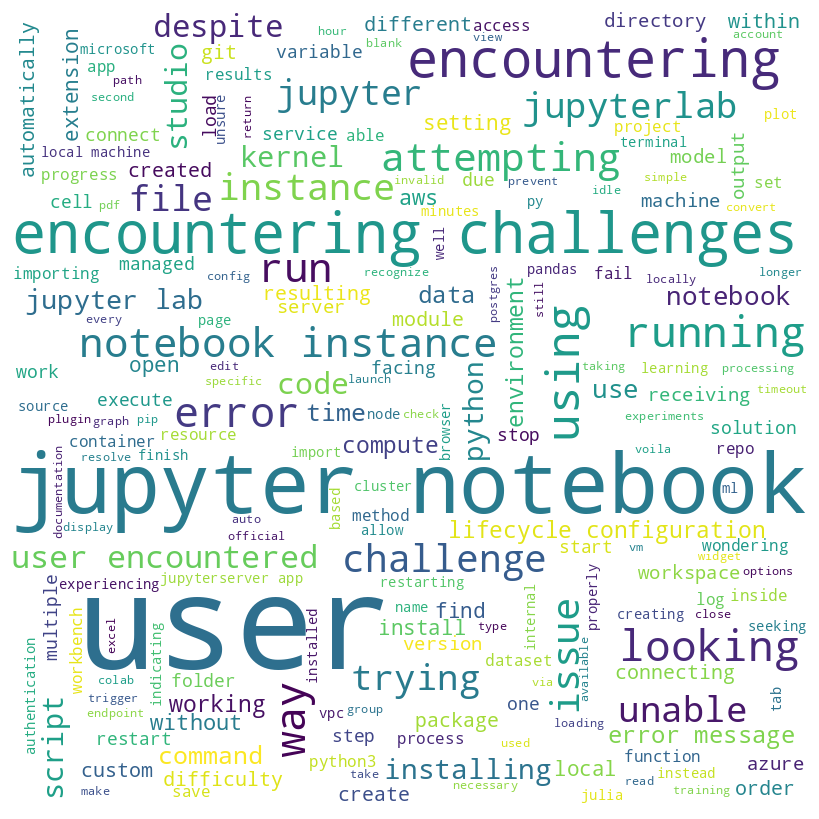 despite
different
access
directory
within
hour
account
blank
view
microsoft
app
git
variable
encountering
automatically
extension
studio
path
results
jupyter
jupyterlab
second
load
unsure
return
connect
service
able
setting
project
plot
terminal
local machine
created
kernel
attempting
model
output
progress
instance
invalid
due
prevent
idle
simple
set
cell
pdf
file
aws
minutes
py
machine
convert
encountering challenges
well
importing
managed
config
run
recognize
postgres
still
pandas
fail
locally
longer
jupyter lab
resulting
server
data
environment
notebook
every
page
module
using
running
notebook instance
work
open
edit
specific
launch
facing
python
taking
learning
processing
execute
code
use
receiving
timeout
source
plugin
graph
pip
error
time
node
check
browser
experiments
solution
container
resource
compute
stop
voila
repo
resolve
finish
import
documentation
jupyter notebook
based
cluster
ml
display
auto
official
method
allow
lifecycle configuration
user encountered
challenge
start
vm
wondering
widget
experiencing
jupyterserver app
restarting
issue
workspace
options
multiple
user
name
type
find
internal
properly
log
inside
creating
close
seeking
workbench
excel
indicating
installed
install
version
looking
authentication
colab
folder
trying
dataset
via
available
connecting
tab
script
trigger
working
way
vpc
group
one
loading
unable
endpoint
without
step
process
package
error message
restart
command
python3
used
function
azure
custom
difficulty
take
installing
local
read
instead
order
make
save
create
necessary
julia
training